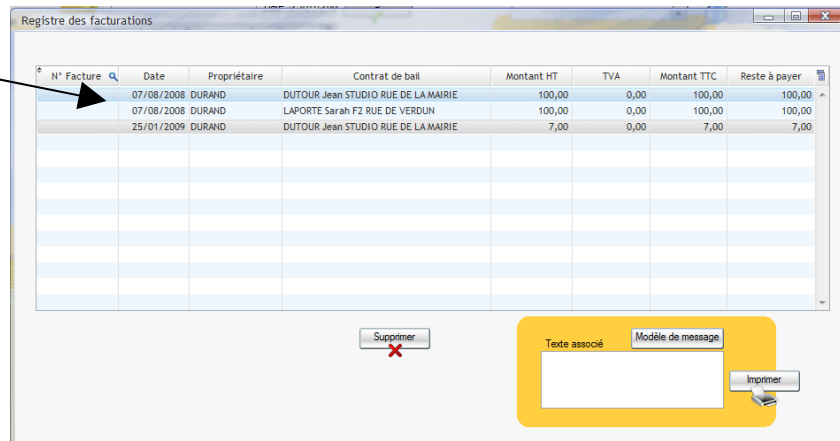 Registre des facturations
N° Facture Date Propriétaire Contrat de bail Montant HT TVA Montant TTC Reste à payer
07/08/2008 DURAND DUTOUR Jean STUDIO RUE DE LA MAIRIE 100,00 0,00 100,00 100,00
07/08/2008 DURAND LAPORTE Sarah F2 RUE DE VERDUN 100,00 0,00 100,00 100,00
25/01/2009 DURAND DUTOUR Jean STUDIO RUE DE LA MAIRIE 7,00 0,00 7,00 7,00
Supprimer
Texte associé Modèle de message
Imprimer